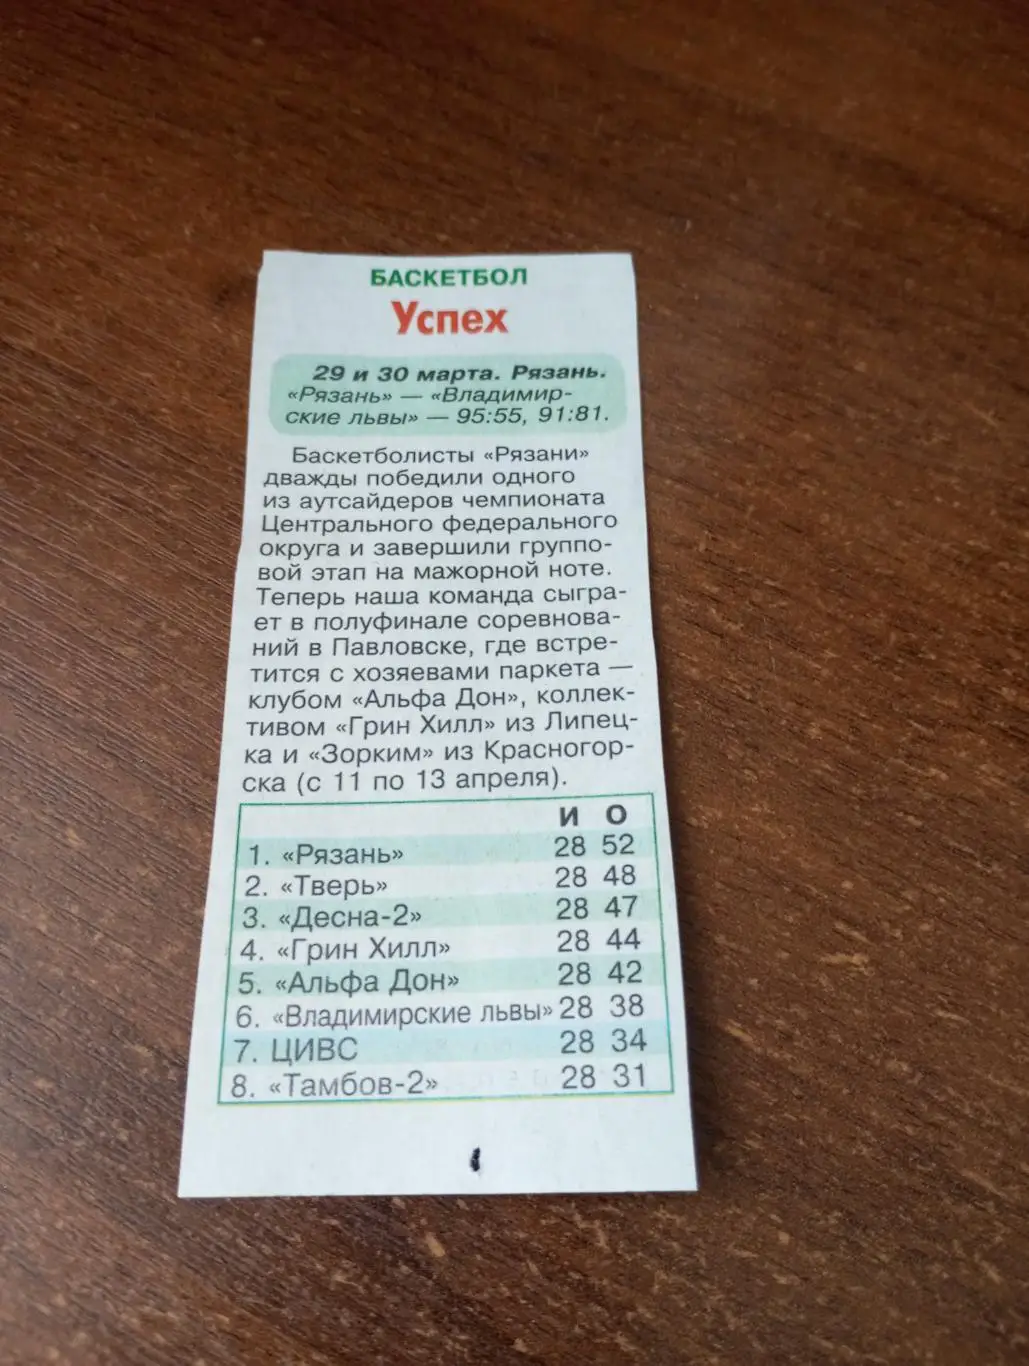 БАСКЕТБОЛ
Успех
29 и 30 марта. Рязань.
«Рязань» — «Владимир-
ские львы» — 95:55, 91:81.
Баскетболисты «Рязани»
дважды победили одного
из аутсайдеров чемпионата
Центрального федерального
округа и завершили группо-
вой этап на мажорной ноте.
Теперь наша команда сыгра-
ет в полуфинале соревнова-
ний в Павловске, где встре-
тится с хозяевами паркета —
клубом «Альфа Дон», коллек-
тивом «Грин Хилл» из Липец-
ка и «Зорким» из Красногор-
ска (с 11 по 13 апреля).
И О
1. «Рязань» 28 52
2. «Тверь» 28 48
3. «Десна-2» 28 47
4. «Грин Хилл» 28 44
5. «Альфа Дон» 28 42
6. «Владимирские львы» 28 38
7. ЦИВС 28 34
8. «Тамбов-2» 28 31